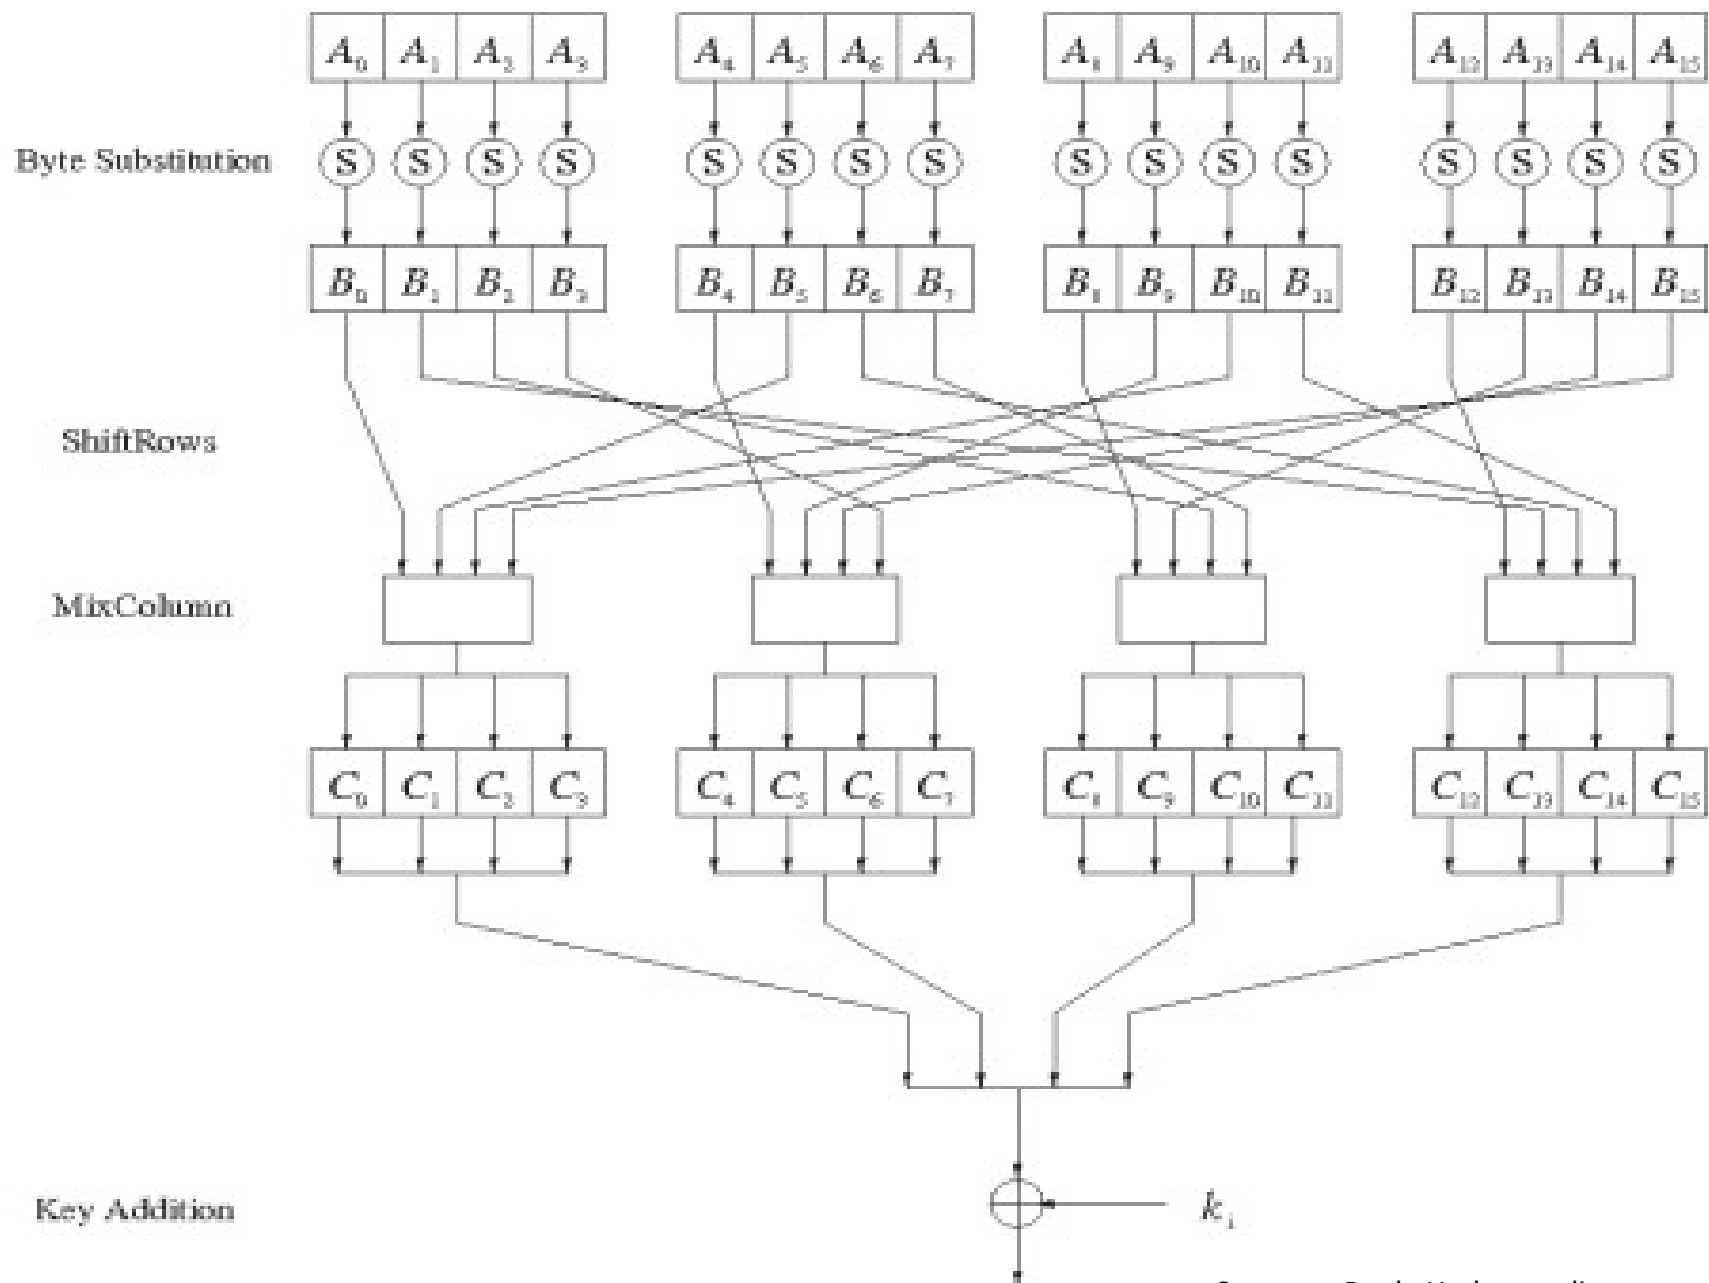 A₀ A₁ A₂ A₃ A₄ A₅ A₆ A₇ A₈ A₉ A₁₀ A₁₁ A₁₂ A₁₃ A₁₄ A₁₅
Byte Substitution S S S S S S S S S S S S S S S S
B₀ B₁ B₂ B₃ B₄ B₅ B₆ B₇ B₈ B₉ B₁₀ B₁₁ B₁₂ B₁₃ B₁₄ B₁₅
ShiftRows
MixColumn
C₀ C₁ C₂ C₃ C₄ C₅ C₆ C₇ C₈ C₉ C₁₀ C₁₁ C₁₂ C₁₃ C₁₄ C₁₅
Key Addition kᵢ